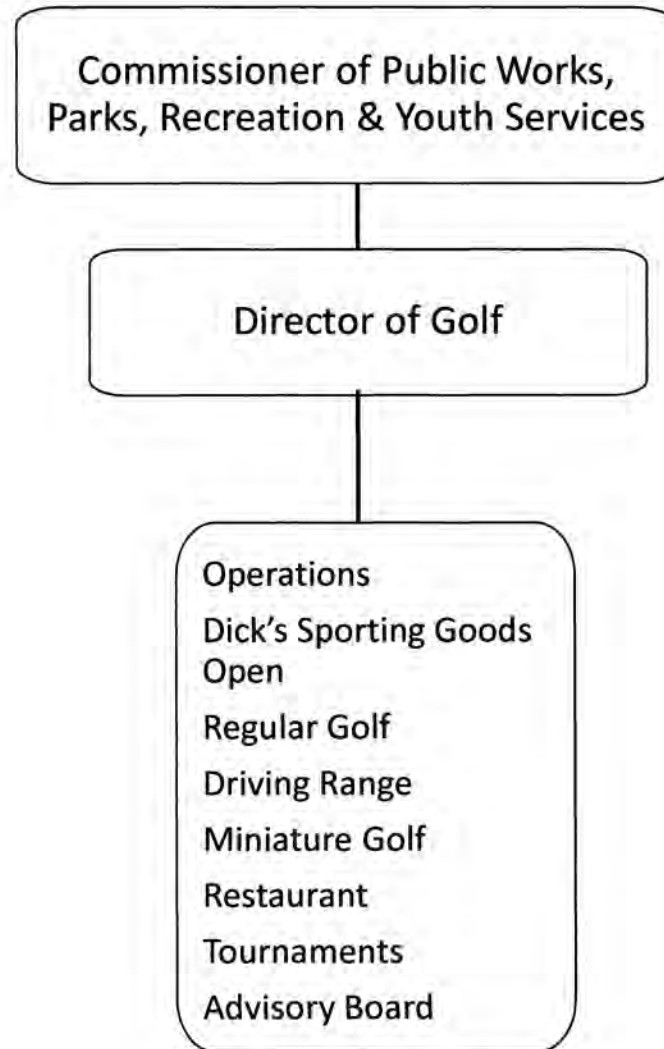 Commissioner of Public Works,
Parks, Recreation & Youth Services
Director of Golf
Operations
Dick’s Sporting Goods
Open
Regular Golf
Driving Range
Miniature Golf
Restaurant
Tournaments
Advisory Board